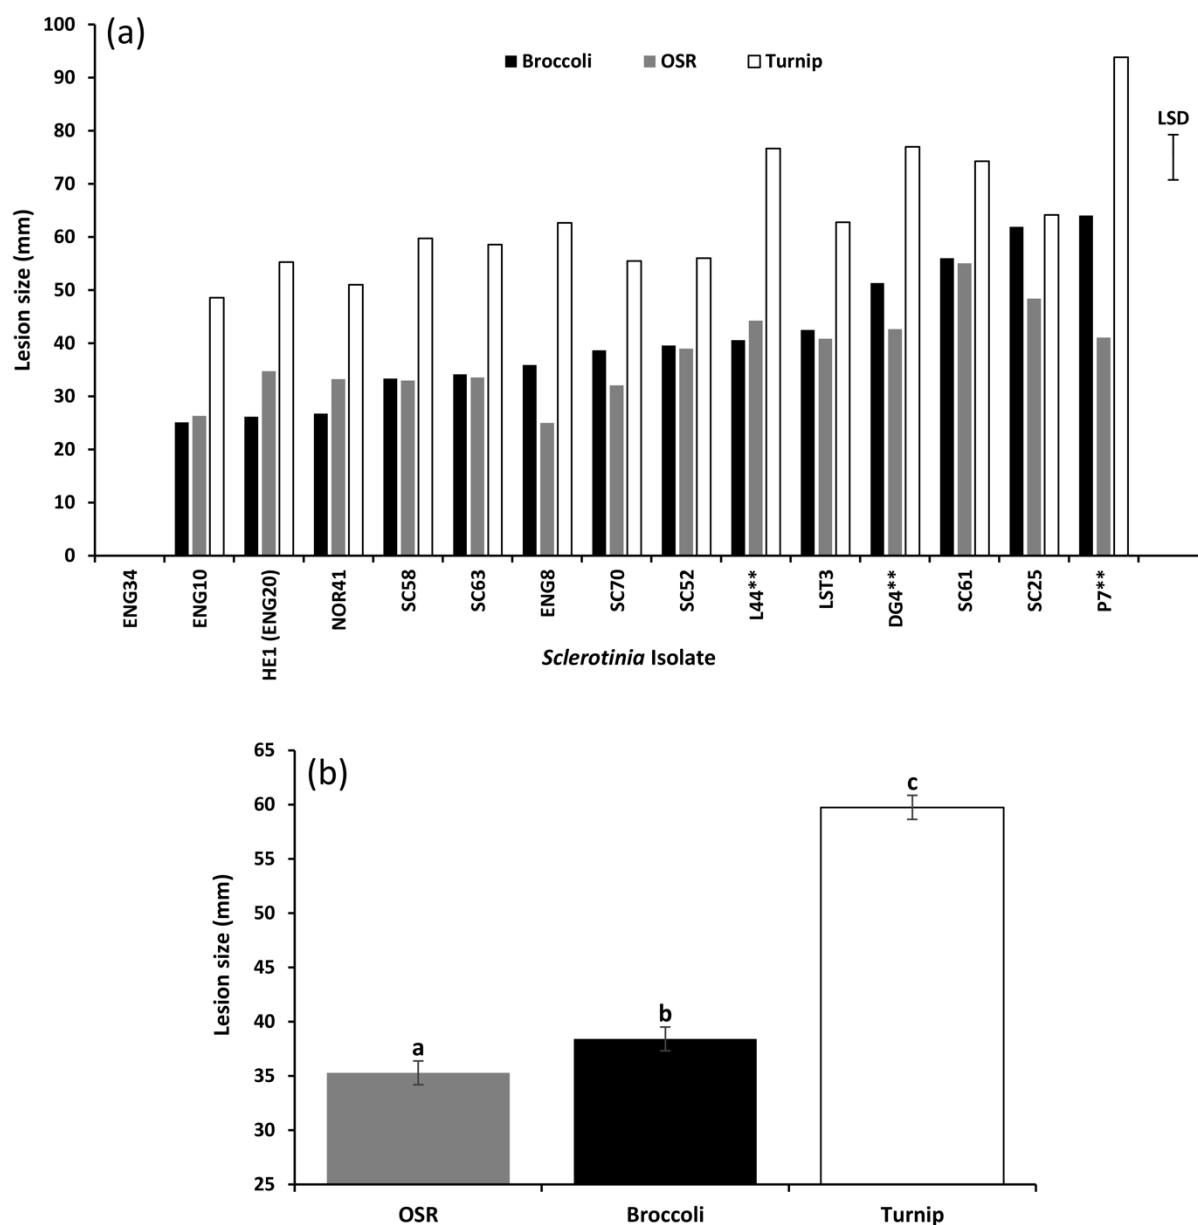 (a)
Broccoli OSR Turnip
LSD
Lesion size (mm)
100
90
80
70
60
50
40
30
20
10
0
ENG34 ENG10 HE1 (ENG20) NOR41 SC58 SC63 ENG8 SC70 SC52 L44** LST3 DG4** SC61 SC25 P7**
Sclerotinia Isolate
(b)
Lesion size (mm)
65
60
55
50
45
40
35
30
25
a b c
OSR Broccoli Turnip